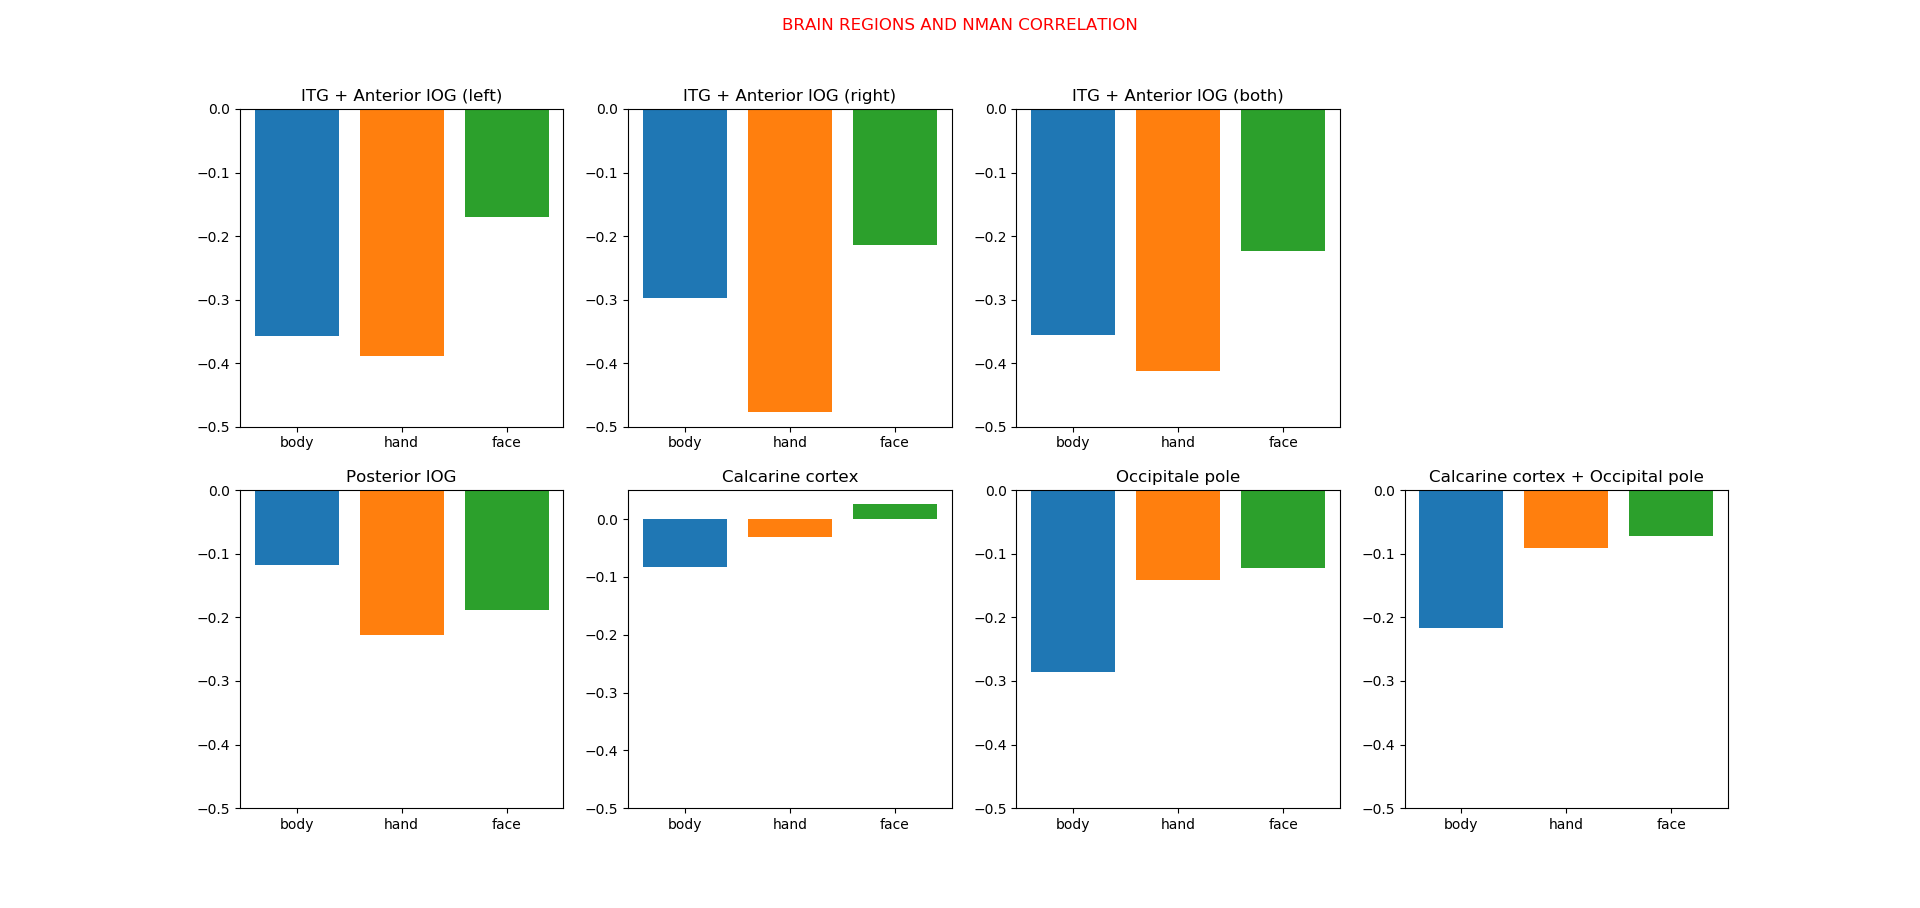 BRAIN REGIONS AND NMAN CORRELATION
ITG + Anterior IOG (left)
0.0
−0.1
−0.2
−0.3
−0.4
−0.5
body hand face
ITG + Anterior IOG (right)
0.0
−0.1
−0.2
−0.3
−0.4
−0.5
body hand face
ITG + Anterior IOG (both)
0.0
−0.1
−0.2
−0.3
−0.4
−0.5
body hand face
Posterior IOG
0.0
−0.1
−0.2
−0.3
−0.4
−0.5
body hand face
Calcarine cortex
0.0
−0.1
−0.2
−0.3
−0.4
−0.5
body hand face
Occipitale pole
0.0
−0.1
−0.2
−0.3
−0.4
−0.5
body hand face
Calcarine cortex + Occipital pole
0.0
−0.1
−0.2
−0.3
−0.4
−0.5
body hand face